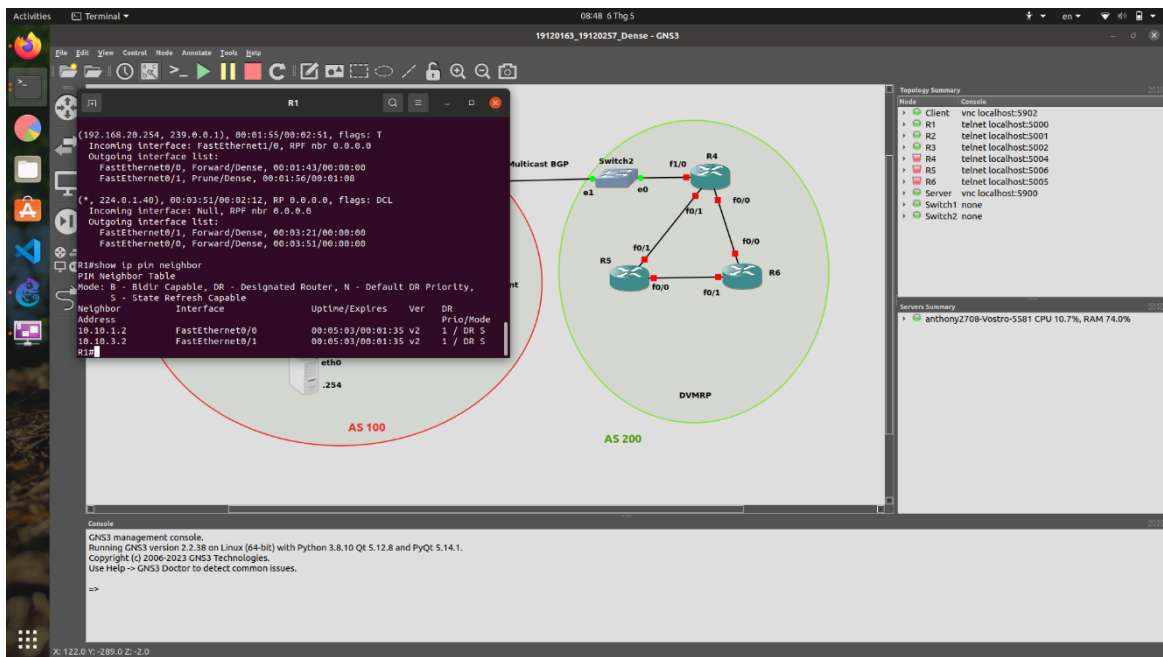 Activities
Terminal
08:48 6 Thg 5
en
19120163_19120257_Dense - GNS3
File Edit View Control Node Annotate Tools Help
R1
(192.168.20.254, 239.0.0.1), 00:01:55/00:02:51, flags: T
Incoming interface: FastEthernet1/0, RPF nbr 0.0.0.0
Outgoing interface list:
FastEthernet0/0, Forward/Dense, 00:01:43/00:00:00
FastEthernet0/1, Prune/Dense, 00:01:56/00:01:08
(*, 224.0.1.40), 00:03:51/00:02:12, RP 0.0.0.0, flags: DCL
Incoming interface: Null, RPF nbr 0.0.0.0
Outgoing interface list:
FastEthernet0/1, Forward/Dense, 00:03:21/00:00:00
FastEthernet0/0, Forward/Dense, 00:03:51/00:00:00
R1#show ip pim neighbor
PIM Neighbor Table
Mode: B - Bidir Capable, DR - Designated Router, N - Default DR Priority,
S - State Refresh Capable
Neighbor Interface Uptime/Expires Ver DR
Address Prio/Mode
10.10.1.2 FastEthernet0/0 00:05:03/00:01:35 v2 1 / DR S
10.10.3.2 FastEthernet0/1 00:05:03/00:01:35 v2 1 / DR S
R1#
Multicast BGP
Switch2
e1
e0
f1/0
R4
f0/1
f0/0
f0/1
f0/0
R5
R6
f0/0
f0/1
DVMRP
AS 200
eth0
.254
AS 100
Topology Summary
Node Console
Client vnc localhost:5902
R1 telnet localhost:5000
R2 telnet localhost:5001
R3 telnet localhost:5002
R4 telnet localhost:5004
R5 telnet localhost:5006
R6 telnet localhost:5005
Server vnc localhost:5900
Switch1 none
Switch2 none
Servers Summary
anthony2708-Vostro-5581 CPU 10.7%, RAM 74.0%
Console
GNS3 management console.
Running GNS3 version 2.2.38 on Linux (64-bit) with Python 3.8.10 Qt 5.12.8 and PyQt 5.14.1.
Copyright (c) 2006-2023 GNS3 Technologies.
Use Help -> GNS3 Doctor to detect common issues.
=>
X: 122.0 Y: -289.0 Z: -2.0